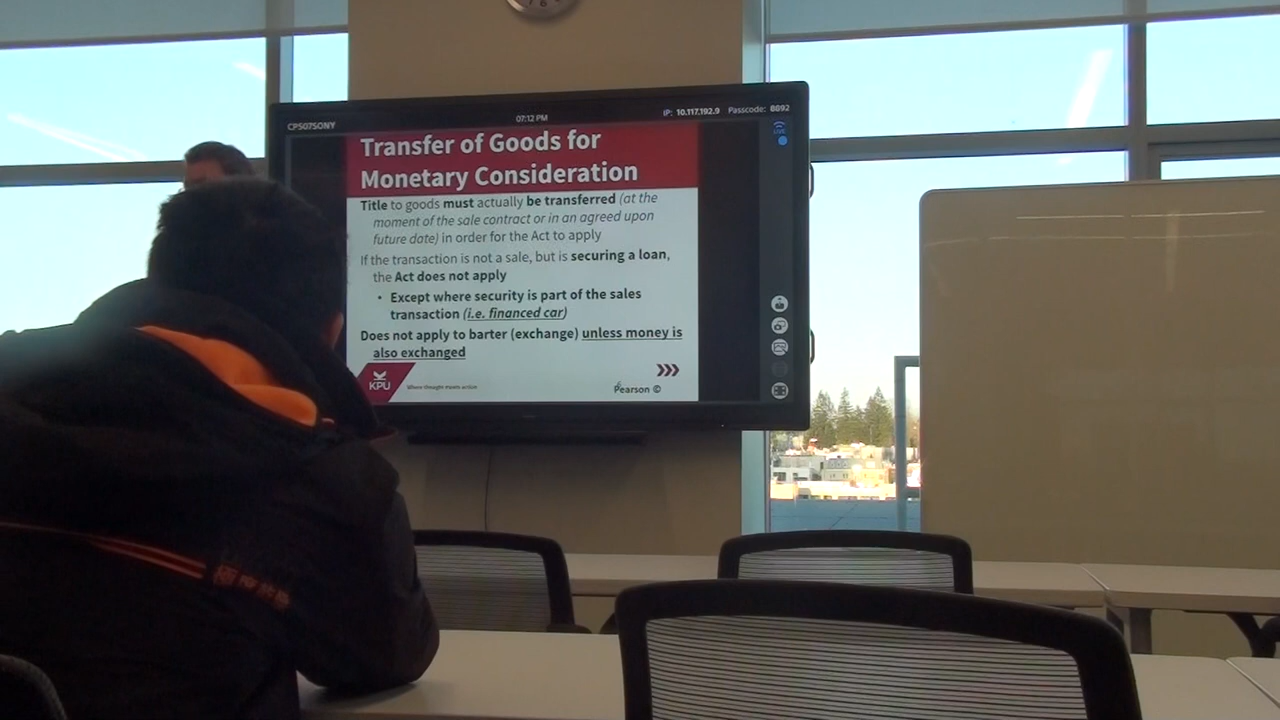 CPS07SONY
07:12 PM
IP: 10.117.192.9 Passcode: 8092
LIVE
Transfer of Goods for
Monetary Consideration
Title to goods must actually be transferred (at the
moment of the sale contract or in an agreed upon
future date) in order for the Act to apply
If the transaction is not a sale, but is securing a loan,
the Act does not apply
• Except where security is part of the sales
transaction (i.e. financed car)
Does not apply to barter (exchange) unless money is
also exchanged
KPU
Where thought meets action
Pearson ©